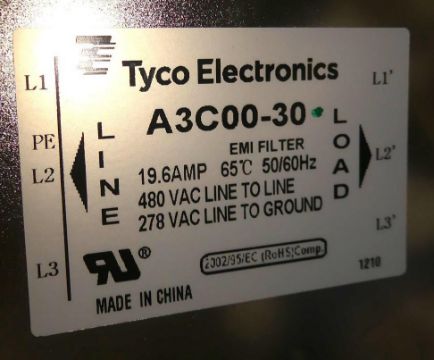 Tyco Electronics
L1
L1'
A3C00-30
EMI FILTER
PE
LINE
LOAD
L2
L2'
19.6AMP 65℃ 50/60Hz
480 VAC LINE TO LINE
278 VAC LINE TO GROUND
L3'
L3
RU®
2002/95/EC (RoHS)Comp.
1210
MADE IN CHINA